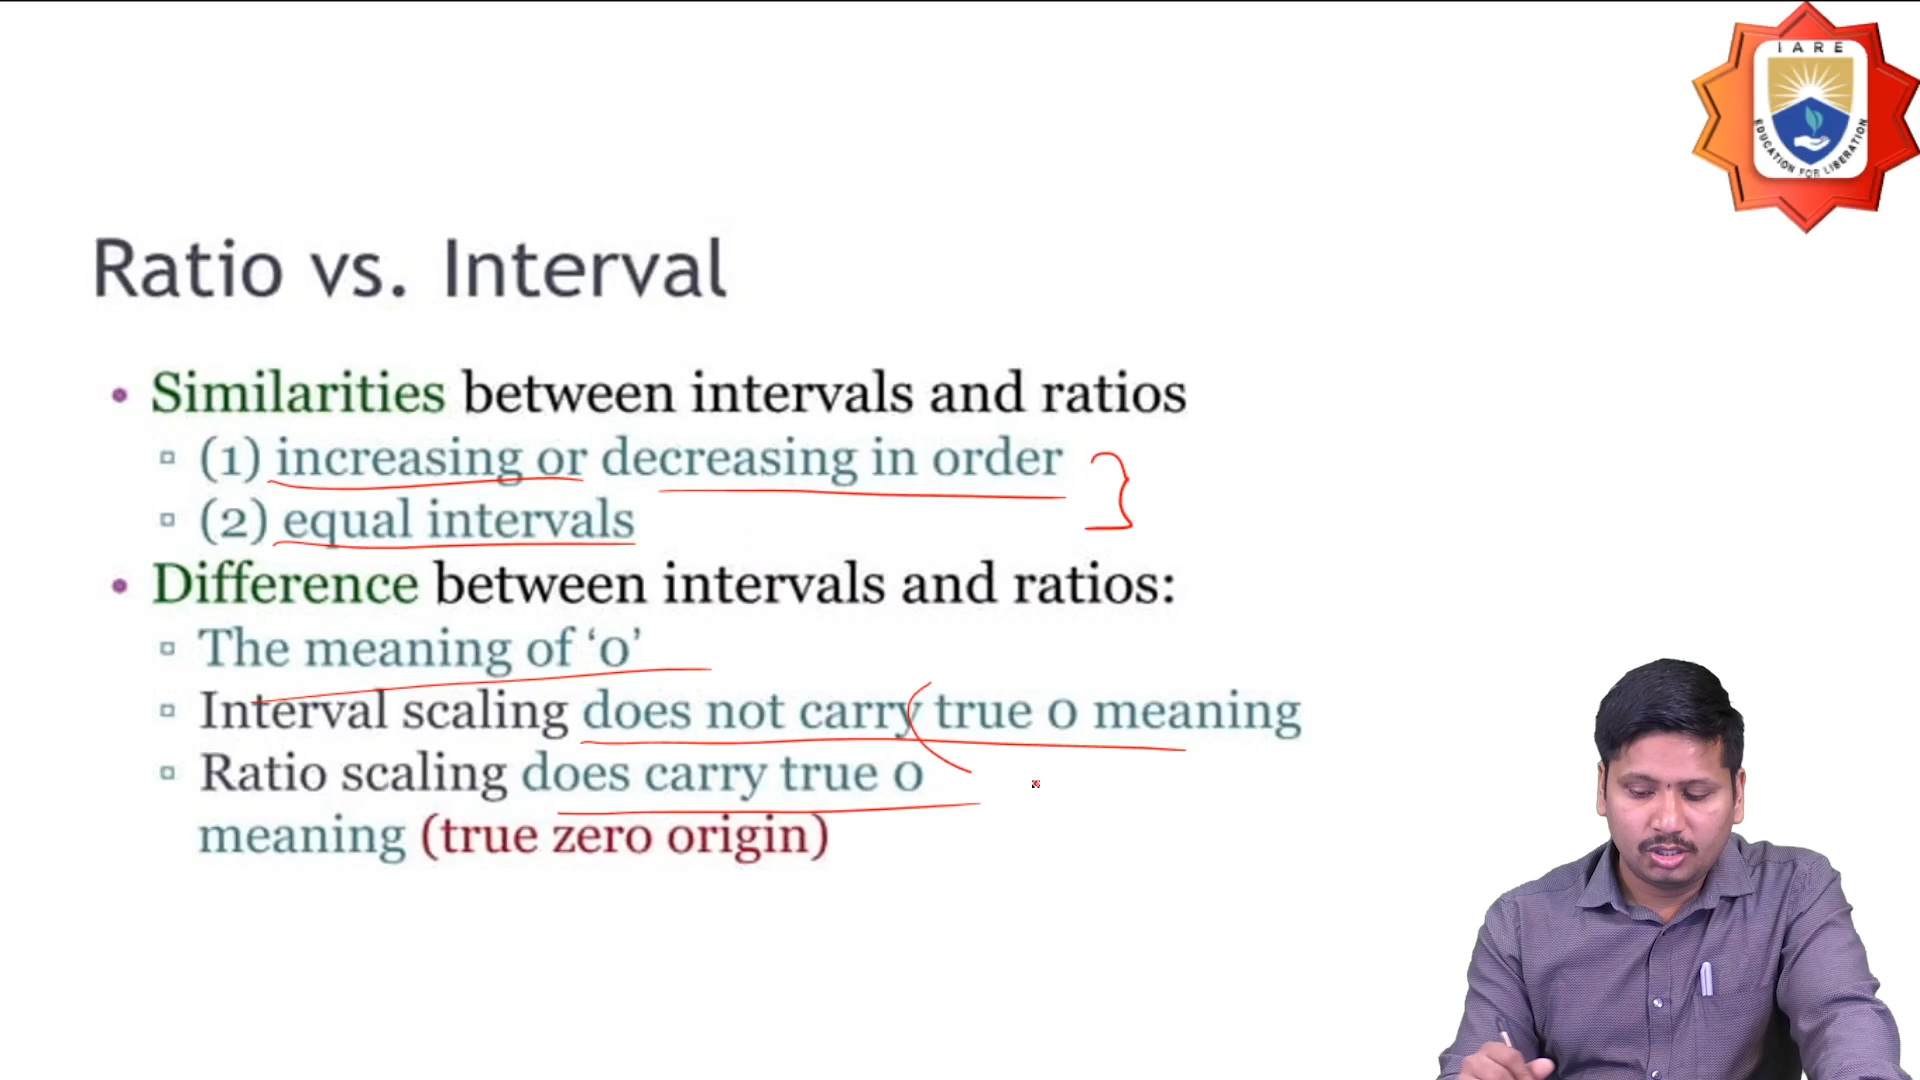 IARE
EDUCATION FOR LIBERATION
Ratio vs. Interval
• Similarities between intervals and ratios
▫ (1) increasing or decreasing in order
▫ (2) equal intervals
• Difference between intervals and ratios:
▫ The meaning of ‘0’
▫ Interval scaling does not carry true 0 meaning
▫ Ratio scaling does carry true 0
meaning (true zero origin)